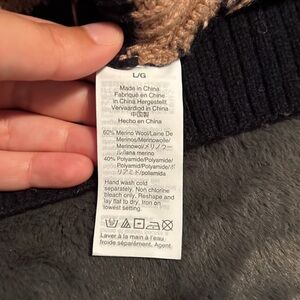 L/G
Made in China
Fabriqué en Chine
in China Hergestellt
Vervaardigd in China
中国製
Hecho en China
60% Merino Wool/Laine De
Merinos/Merinowolle/
Merinowol/メリノウー
ル/lana merino
40% Polyamide/Polyamide/
Polyamid/Polyamide/ポ
リアミド/poliamida
Hand wash cold
separately. Non chlorine
bleach only. Reshape and
lay flat to dry. Iron on
lowest setting.
Laver à la main à l'eau
froide séparément. Agent